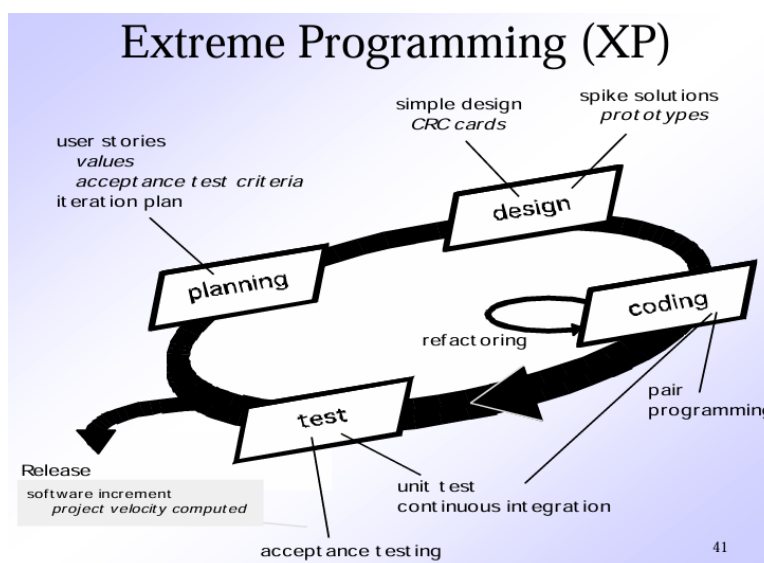 Extreme Programming (XP)
spike solutions
prototypes
simple design
CRC cards
user stories
values
acceptance test criteria
iteration plan
design
planning
coding
refactoring
pair
programming
test
Release
software increment
project velocity computed
unit test
continuous integration
acceptance testing
41